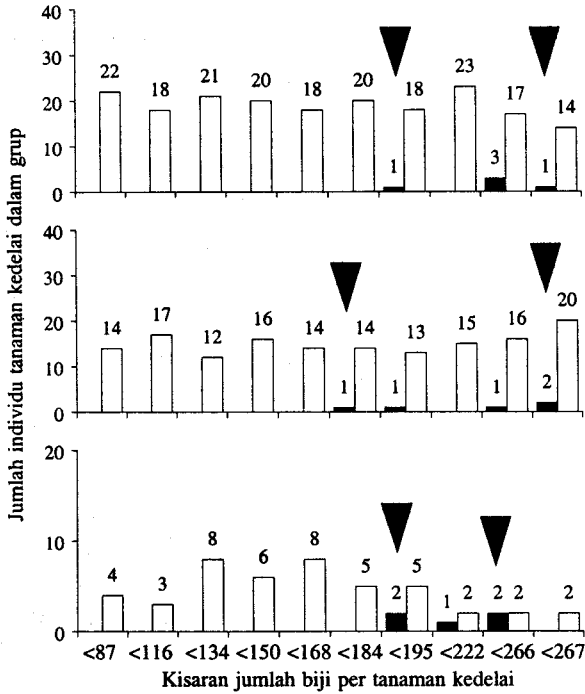 Jumlah individu tanaman kedelai dalam grup
40
30
20
10
0
22 18 21 20 18 20 1 18 23 3 17 1 14
40
30
20
10
0
14 17 12 16 14 1 14 1 13 15 1 16 2 20
20
10
0
4 3 8 6 8 5 2 5 1 2 2 2 2
<87 <116 <134 <150 <168 <184 <195 <222 <266 <267
Kisaran jumlah biji per tanaman kedelai